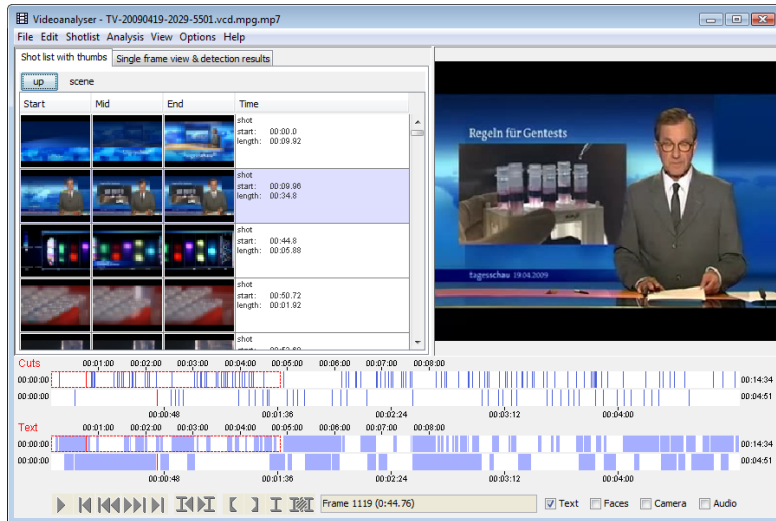 Videoanalyser - TV-20090419-2029-5501.vcd.mpg.mp7
File Edit Shotlist Analysis View Options Help
Shot list with thumbs Single frame view & detection results
up scene
Start Mid End Time
shot
start: 00:00.0
length: 00:09.92
shot
start: 00:09.96
length: 00:34.8
shot
start: 00:44.8
length: 00:05.88
shot
start: 00:50.72
length: 00:01.92
shot
Regeln für Gentests
tagesschau 19.04.2009
Cuts 00:01:00 00:02:00 00:03:00 00:04:00 00:05:00 00:06:00 00:07:00 00:08:00
00:00:00 00:14:34
00:00:00 00:04:51
00:00:48 00:01:36 00:02:24 00:03:12 00:04:00
Text 00:01:00 00:02:00 00:03:00 00:04:00 00:05:00 00:06:00 00:07:00 00:08:00
00:00:00 00:14:34
00:00:00 00:04:51
00:00:48 00:01:36 00:02:24 00:03:12 00:04:00
Frame 1119 (0:44.76) Text Faces Camera Audio